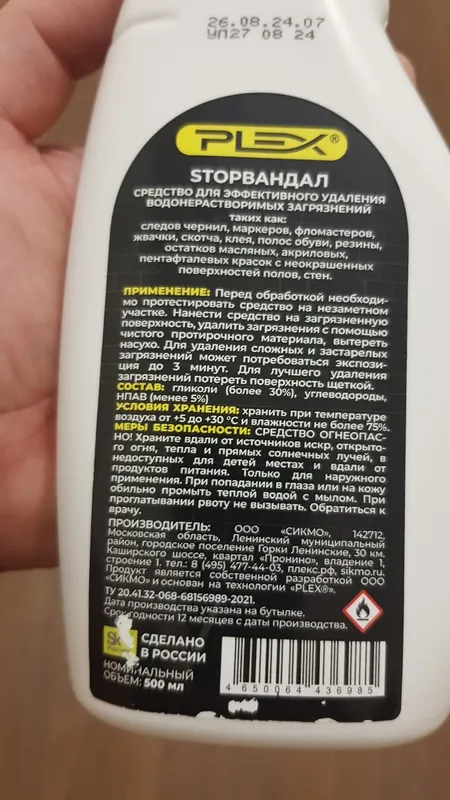 26.08.24.07
УП27 08 24
PLEX®
STOPВАНДАЛ
СРЕДСТВО ДЛЯ ЭФФЕКТИВНОГО УДАЛЕНИЯ
ВОДОНЕРАСТВОРИМЫХ ЗАГРЯЗНЕНИЙ
таких как:
следов чернил, маркеров, фломастеров,
жвачки, скотча, клея, полос обуви, резины,
остатков масляных, акриловых,
пентафталевых красок с неокрашенных
поверхностей полов, стен.
ПРИМЕНЕНИЕ: Перед обработкой необходи-
мо протестировать средство на незаметном
участке. Нанести средство на загрязненную
поверхность, удалить загрязнения с помощью
чистого протирочного материала, вытереть
насухо. Для удаления сложных и застарелых
загрязнений может потребоваться экспози-
ция до 3 минут. Для лучшего удаления
загрязнений потереть поверхность щеткой.
СОСТАВ: гликоли (более 30%), углеводороды,
НПАВ (менее 5%)
УСЛОВИЯ ХРАНЕНИЯ: хранить при температуре
воздуха от +5 до +30 °C и влажности не более 75%.
МЕРЫ БЕЗОПАСНОСТИ: СРЕДСТВО ОГНЕОПАС-
НО! Храните вдали от источников искр, открыто-
го огня, тепла и прямых солнечных лучей, в
недоступных для детей местах и вдали от
продуктов питания. Только для наружного
применения. При попадании в глаза или на кожу
обильно промыть теплой водой с мылом. При
проглатывании рвоту не вызывать. Обратиться к
врачу.
ПРОИЗВОДИТЕЛЬ: ООО «СИКМО», 142712,
Московская область, Ленинский муниципальный
район, городское поселение Горки Ленинские, 30 км.
Каширского шоссе, квартал «Пронино», владение 1,
строение 1. тел.: 8 (495) 477-44-03, плекс.рф, sikmo.ru.
Продукт является собственной разработкой ООО
«СИКМО» и основан на технологии «PLEX®».
ТУ 20.41.32-068-68156989-2021.
Дата производства указана на бутылке.
Срок годности 12 месяцев с даты производства.
СДЕЛАНО
В РОССИИ
НОМИНАЛЬНЫЙ
ОБЪЕМ: 500 мл
4 650064 436985